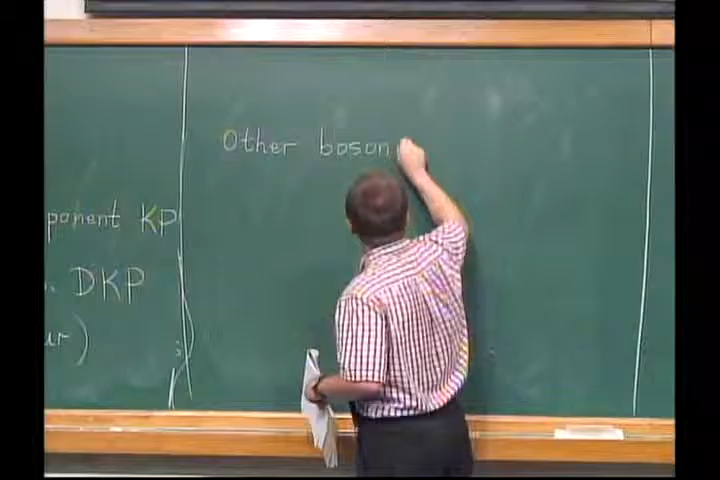 ponent KP
. DKP
ur)
Other boson